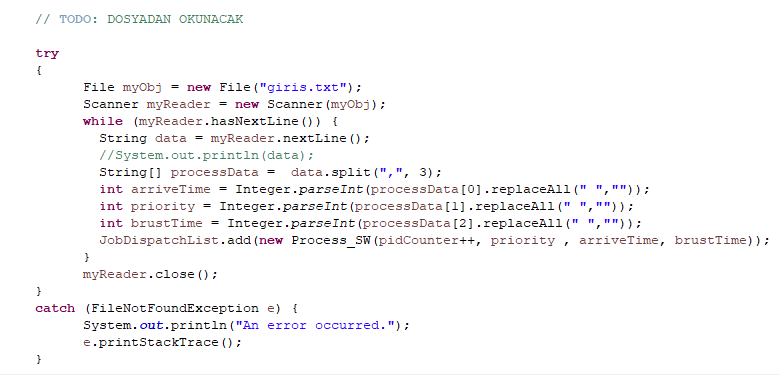 // TODO: DOSYADAN OKUNACAK
try
{
File myObj = new File("giris.txt");
Scanner myReader = new Scanner(myObj);
while (myReader.hasNextLine()) {
String data = myReader.nextLine();
//System.out.println(data);
String[] processData =  data.split(",", 3);
int arriveTime = Integer.parseInt(processData[0].replaceAll(" ",""));
int priority = Integer.parseInt(processData[1].replaceAll(" ",""));
int brustTime = Integer.parseInt(processData[2].replaceAll(" ",""));
JobDispatchList.add(new Process_SW(pidCounter++, priority , arriveTime, brustTime));
}
myReader.close();
}
catch (FileNotFoundException e) {
System.out.println("An error occurred.");
e.printStackTrace();
}